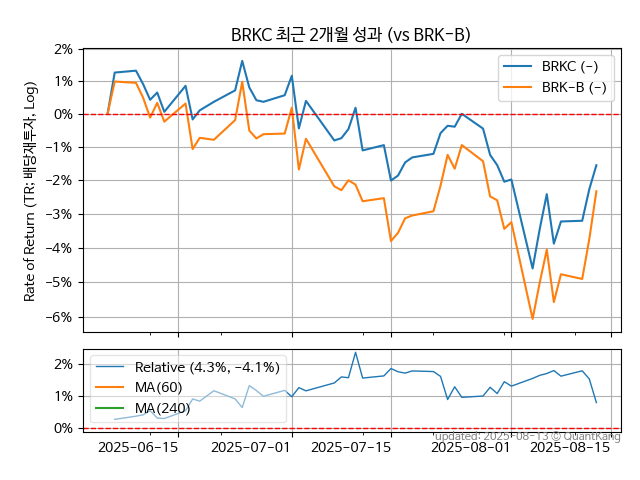 BRKC 최근 2개월 성과 (vs BRK-B)
2%
1%
0%
-1%
-2%
-3%
-4%
-5%
-6%
Rate of Return (TR: 배당재투자, Log)
BRKC (-)
BRK-B (-)
2%
1%
0%
Relative (4.3%, -4.1%)
MA(60)
MA(240)
2025-06-15
2025-07-01
2025-07-15
2025-08-01
2025-08-15
updated: 2025-08-13 © QuantKang